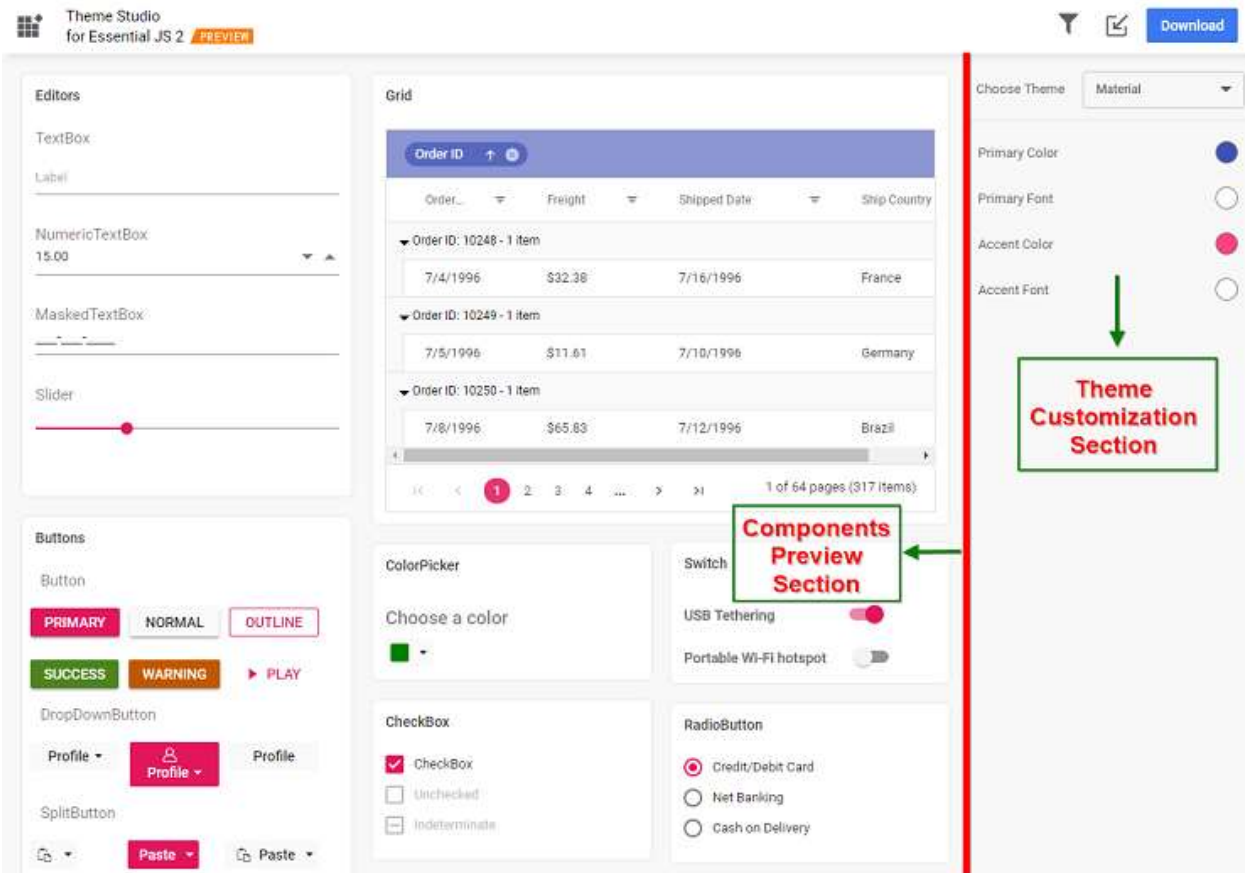 Theme Studio
for Essential JS 2 PREVIEW
Download
Editors
TextBox
Label
NumericTextBox
15.00
MaskedTextBox
___-___-____
Slider
Grid
Order ID
Order... Freight Shipped Date Ship Country
Order ID: 10248 - 1 item
7/4/1996 $32.38 7/16/1996 France
Order ID: 10249 - 1 item
7/5/1996 $11.61 7/10/1996 Germany
Order ID: 10250 - 1 item
7/8/1996 $65.83 7/12/1996 Brazil
1 2 3 4 ... 1 of 64 pages (317 items)
Choose Theme Material
Primary Color
Primary Font
Accent Color
Accent Font
Theme
Customization
Section
Components
Preview
Section
Buttons
Button
PRIMARY NORMAL OUTLINE
SUCCESS WARNING PLAY
DropDownButton
Profile Profile Profile
SplitButton
Paste Paste
ColorPicker
Choose a color
Switch
USB Tethering
Portable Wi-Fi hotspot
CheckBox
CheckBox
Unchecked
Indeterminate
RadioButton
Credit/Debit Card
Net Banking
Cash on Delivery